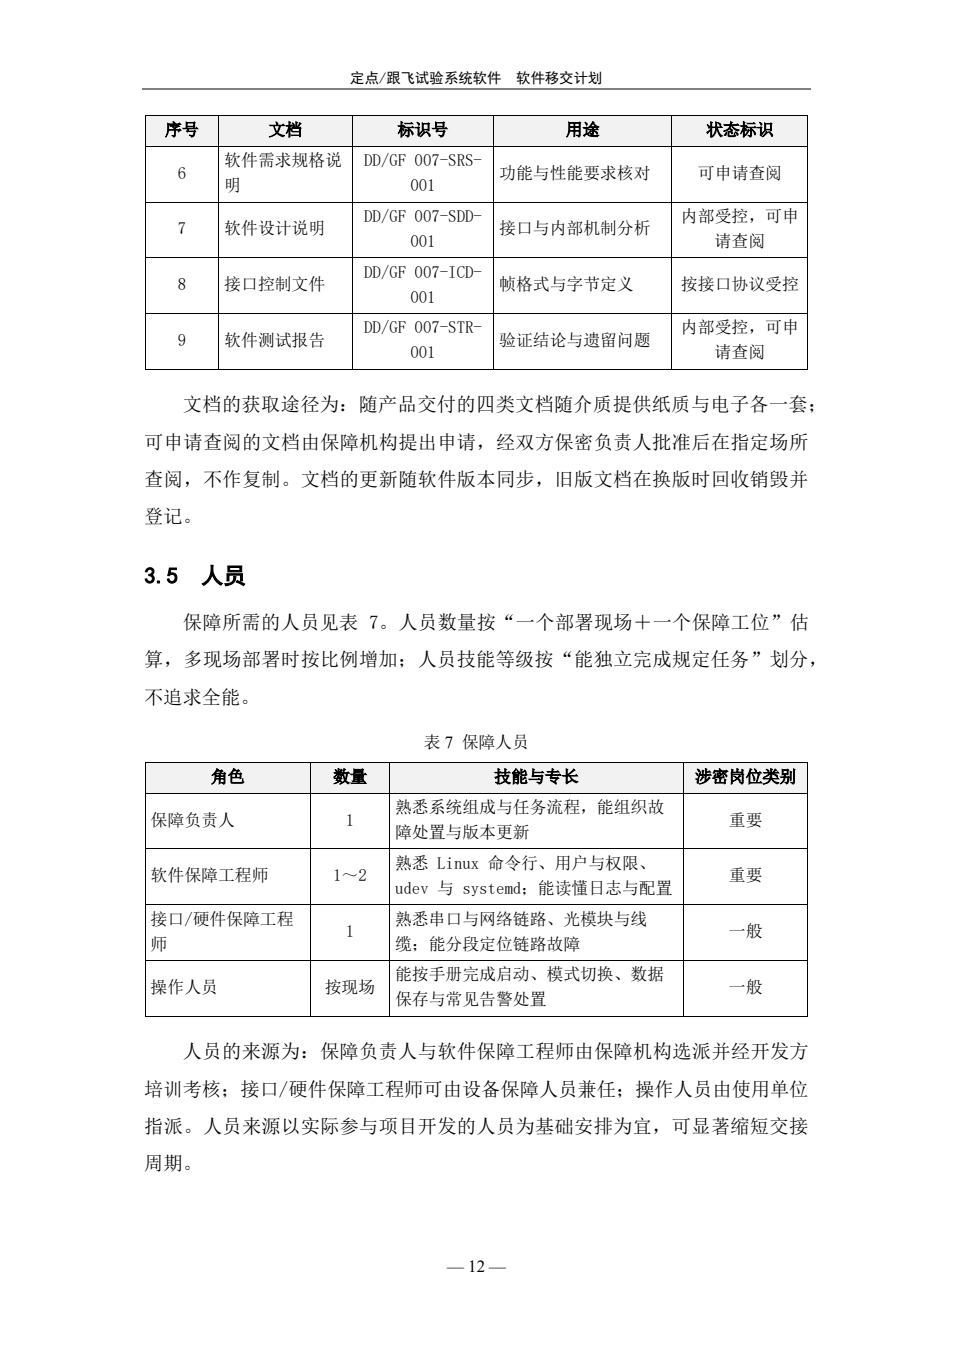 定点/跟飞试验系统软件　软件移交计划
序号 文档 标识号 用途 状态标识
6 软件需求规格说明 DD/GF 007-SRS-001 功能与性能要求核对 可申请查阅
7 软件设计说明 DD/GF 007-SDD-001 接口与内部机制分析 内部受控，可申请查阅
8 接口控制文件 DD/GF 007-ICD-001 帧格式与字节定义 按接口协议受控
9 软件测试报告 DD/GF 007-STR-001 验证结论与遗留问题 内部受控，可申请查阅
文档的获取途径为：随产品交付的四类文档随介质提供纸质与电子各一套；
可申请查阅的文档由保障机构提出申请，经双方保密负责人批准后在指定场所
查阅，不作复制。文档的更新随软件版本同步，旧版文档在换版时回收销毁并
登记。
3.5　人员
保障所需的人员见表 7。人员数量按“一个部署现场＋一个保障工位”估
算，多现场部署时按比例增加；人员技能等级按“能独立完成规定任务”划分，
不追求全能。
表 7 保障人员
角色 数量 技能与专长 涉密岗位类别
保障负责人 1 熟悉系统组成与任务流程，能组织故障处置与版本更新 重要
软件保障工程师 1～2 熟悉 Linux 命令行、用户与权限、udev 与 systemd；能读懂日志与配置 重要
接口/硬件保障工程师 1 熟悉串口与网络链路、光模块与线缆；能分段定位链路故障 一般
操作人员 按现场 能按手册完成启动、模式切换、数据保存与常见告警处置 一般
人员的来源为：保障负责人与软件保障工程师由保障机构选派并经开发方
培训考核；接口/硬件保障工程师可由设备保障人员兼任；操作人员由使用单位
指派。人员来源以实际参与项目开发的人员为基础安排为宜，可显著缩短交接
周期。
— 12 —